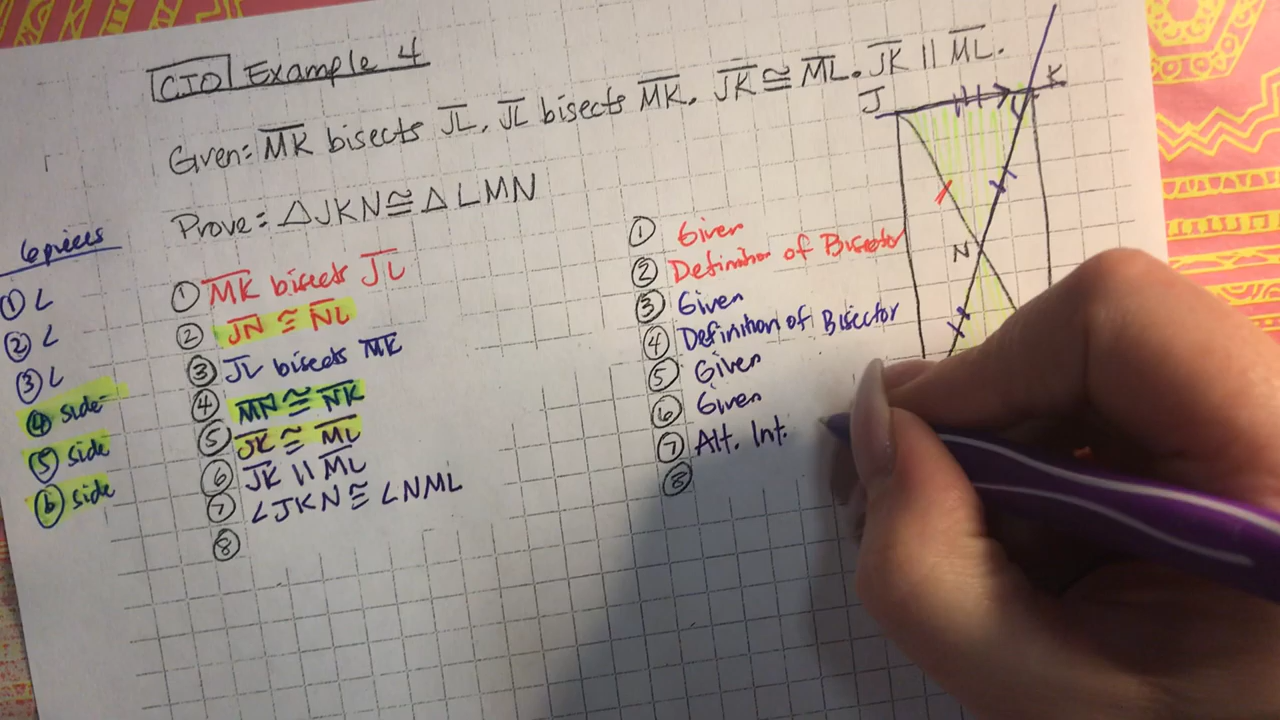 CIO Example 4
Given: MK bisects JL. JL bisects MK. JK ≅ ML. JK || ML.
Prove: △JKN ≅ △LMN
6 pieces
① ∠
② ∠
③ ∠
④ side
⑤ side
⑥ side
① MK bisects JL
② JN ≅ NL
③ JL bisects MK
④ MN ≅ NK
⑤ JK ≅ ML
⑥ JK || ML
⑦ ∠JKN ≅ ∠NML
⑧
① Given
② Definition of Bisector
③ Given
④ Definition of Bisector
⑤ Given
⑥ Given
⑦ Alt. Int.
⑧
J
K
N